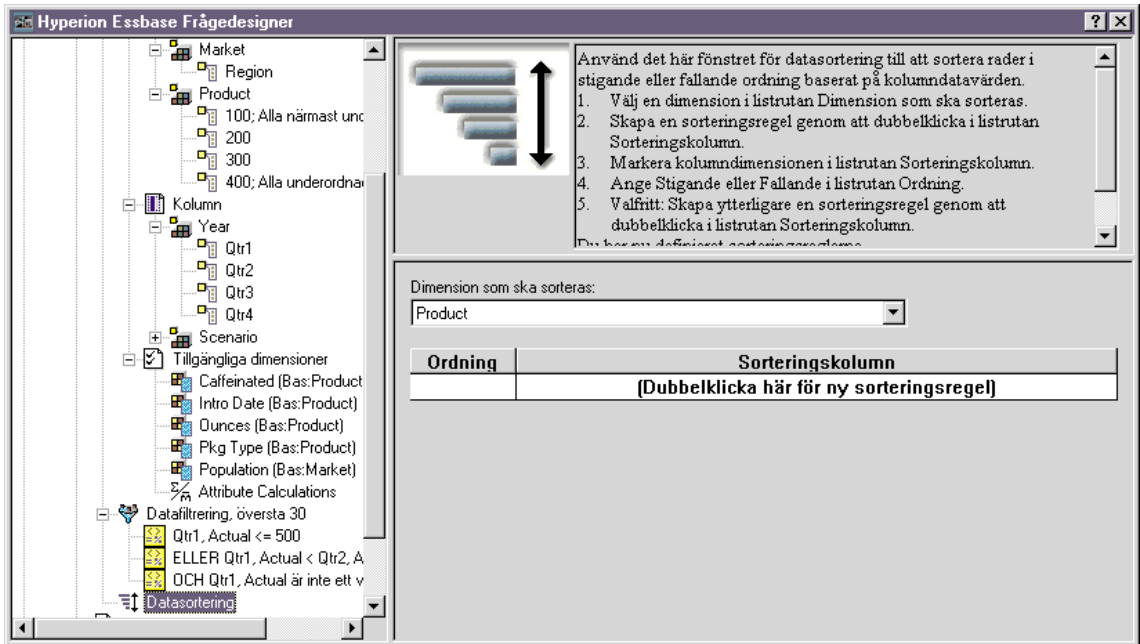 Hyperion Essbase Frågedesigner
Market
Region
Product
100; Alla närmast und
200
300
400; Alla underordna
Kolumn
Year
Qtr1
Qtr2
Qtr3
Qtr4
Scenario
Tillgängliga dimensioner
Caffeinated (Bas:Product
Intro Date (Bas:Product)
Ounces (Bas:Product)
Pkg Type (Bas:Product)
Population (Bas:Market)
Attribute Calculations
Datafiltrering, översta 30
Qtr1, Actual <= 500
ELLER Qtr1, Actual < Qtr2, A
OCH Qtr1, Actual är inte ett v
Datasortering
Använd det här fönstret för datasortering till att sortera rader i
stigande eller fallande ordning baserat på kolumndatavärden.
1. Välj en dimension i listrutan Dimension som ska sorteras.
2. Skapa en sorteringsregel genom att dubbelklicka i listrutan
Sorteringskolumn.
3. Markera kolumndimensionen i listrutan Sorteringskolumn.
4. Ange Stigande eller Fallande i listrutan Ordning.
5. Valfritt: Skapa ytterligare en sorteringsregel genom att
dubbelklicka i listrutan Sorteringskolumn.
Du har nu definierat sorteringsreglerna.
Dimension som ska sorteras:
Product
Ordning Sorteringskolumn
(Dubbelklicka här för ny sorteringsregel)